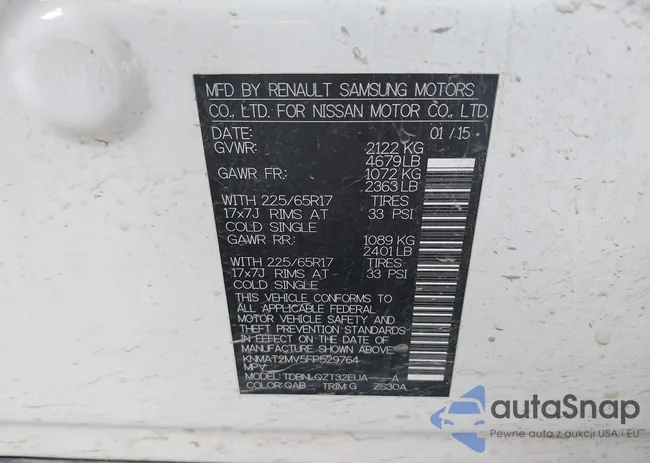 MFD BY RENAULT SAMSUNG MOTORS
CO., LTD. FOR NISSAN MOTOR CO., LTD.
DATE: 01/15
GVWR: 2122 KG
4679 LB
GAWR FR: 1072 KG
2363 LB
WITH 225/65R17 TIRES
17x7J RIMS AT 33 PSI
COLD SINGLE
GAWR RR: 1089 KG
2401 LB
WITH 225/65R17 TIRES
17x7J RIMS AT 33 PSI
COLD SINGLE
THIS VEHICLE CONFORMS TO
ALL APPLICABLE FEDERAL
MOTOR VEHICLE SAFETY AND
THEFT PREVENTION STANDARDS
IN EFFECT ON THE DATE OF
MANUFACTURE SHOWN ABOVE.
KNMAT2MV5FP529764
MPV
MODEL: TDBNLQZT32EUA A
COLOR: QAB TRIM: G ZS30A
autaSnap
Pewne auta z aukcji USA i EU